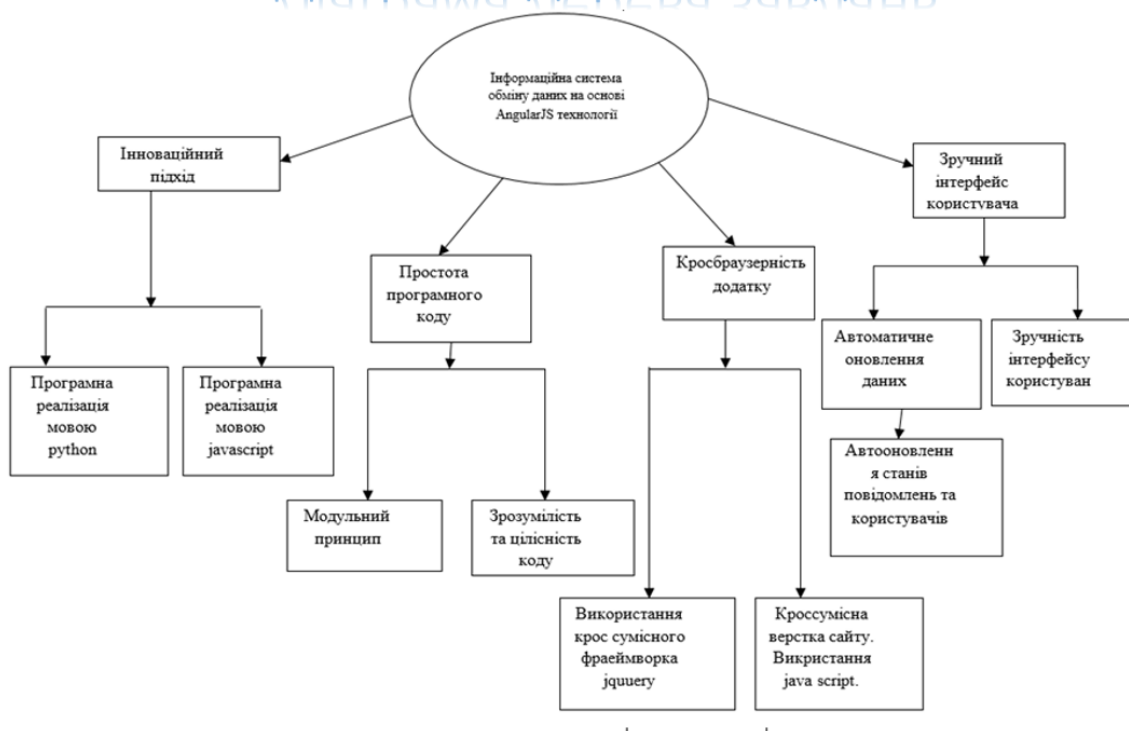 Інформаційна система
обміну даних на основі
AngularJS технології
Інноваційний
підхід
Зручний
інтерфейс
користувача
Простота
програмного
коду
Кросбраузерність
додатку
Автоматичне
оновлення
даних
Зручність
інтерфейсу
користуван
Програмна
реалізація
мовою
python
Програмна
реалізація
мовою
javascript
Автооновленн
я станів
повідомлень та
користувачів
Модульний
принцип
Зрозумілість
та цілісність
коду
Використання
крос сумісного
фраеймворка
jquuery
Кроссумісна
верстка сайту.
Викристання
java script.